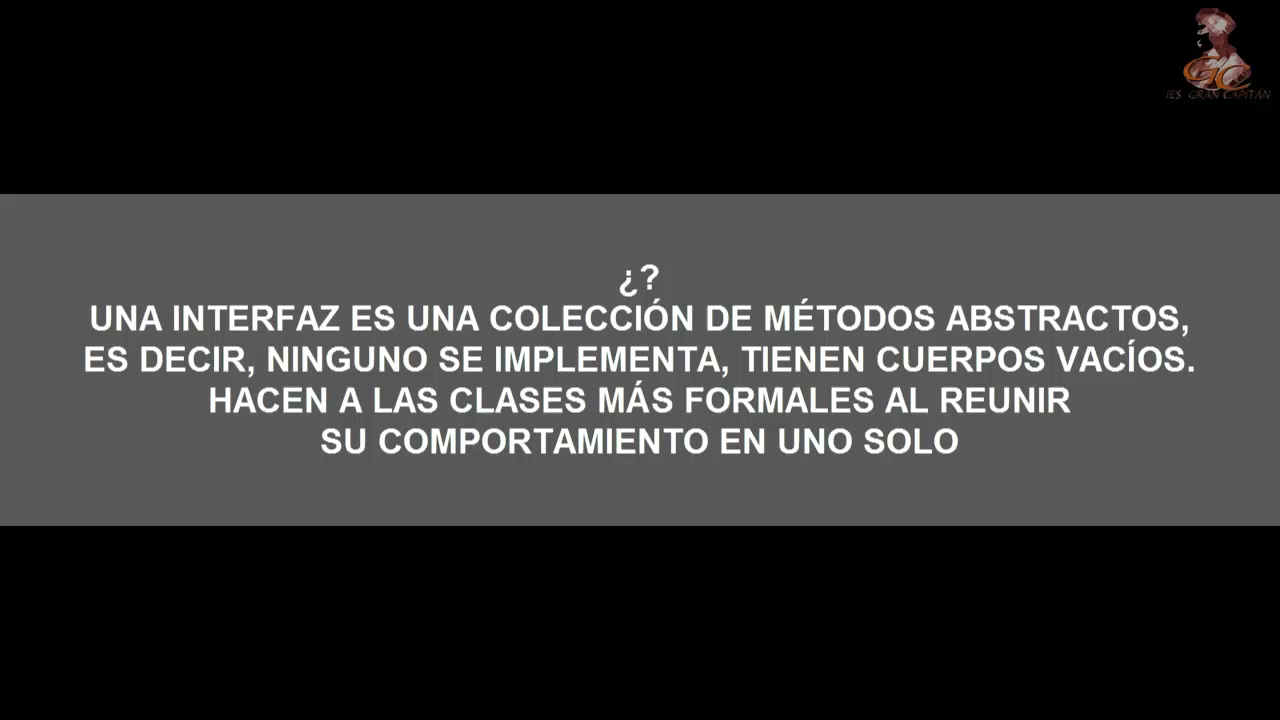 GC
IES GRAN CAPITÁN
¿?
UNA INTERFAZ ES UNA COLECCIÓN DE MÉTODOS ABSTRACTOS,
ES DECIR, NINGUNO SE IMPLEMENTA, TIENEN CUERPOS VACÍOS.
HACEN A LAS CLASES MÁS FORMALES AL REUNIR
SU COMPORTAMIENTO EN UNO SOLO